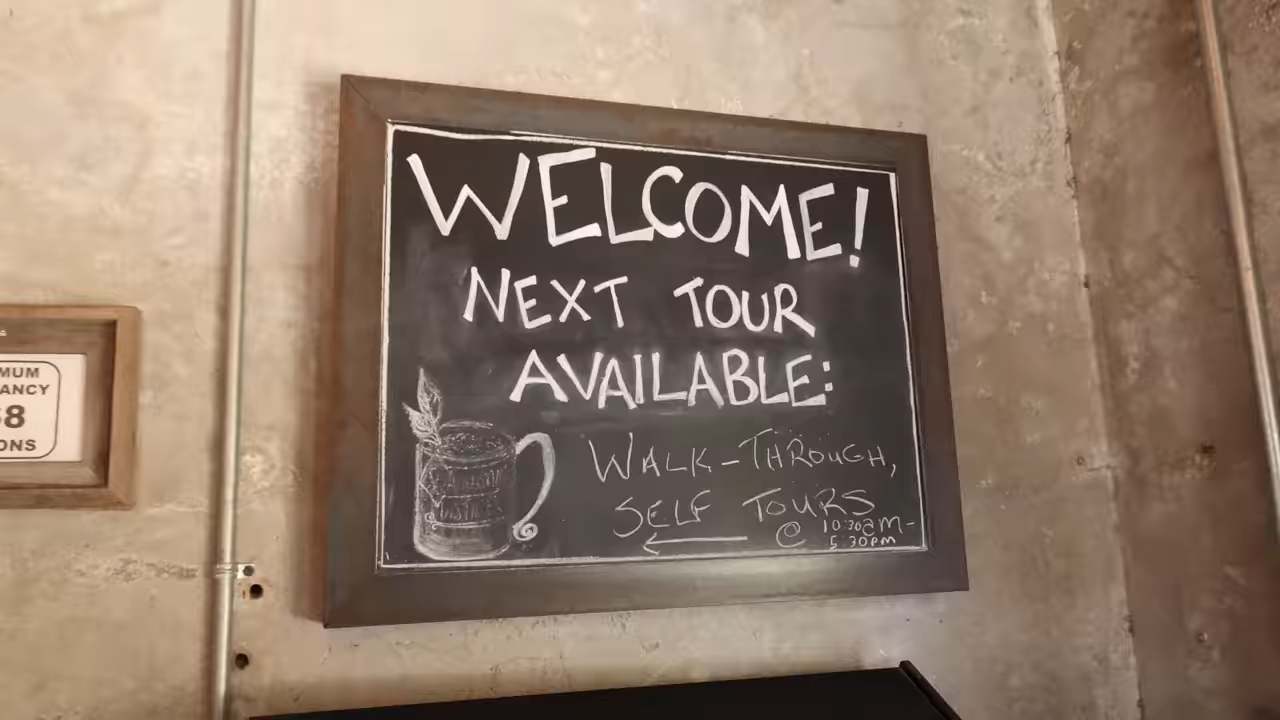 WELCOME!
NEXT TOUR
AVAILABLE:
WALK-THROUGH,
SELF TOURS
@ 10:30AM-
5:30PM
MUM
ANCY
8
ONS